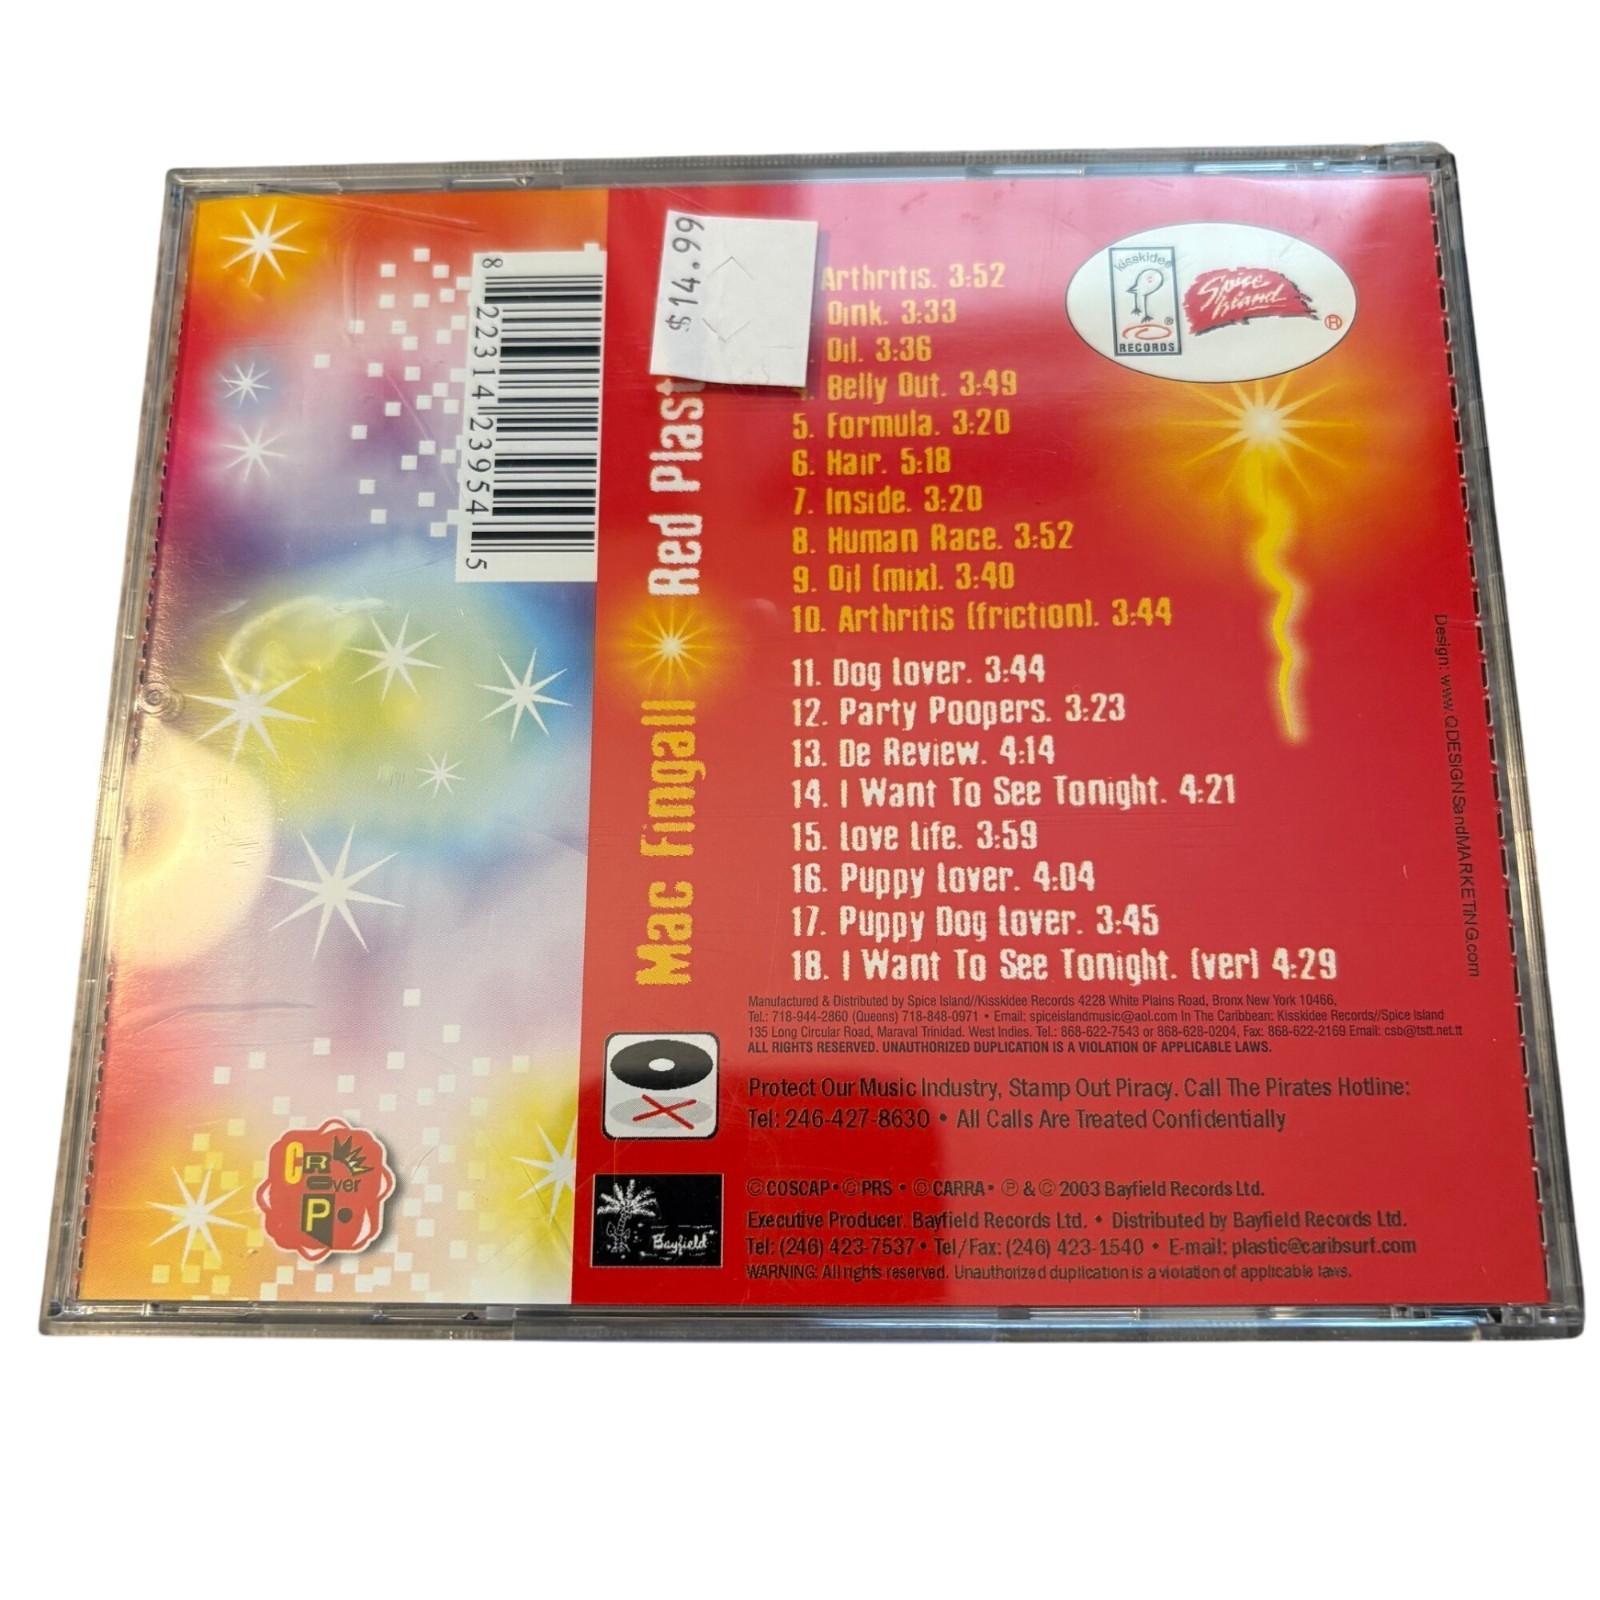 $14.99
8 22314 23954 5
Mac Fingall
Red Plast
Arthritis. 3:52
Oink. 3:33
Oil. 3:36
Belly Out. 3:49
5. Formula. 3:20
6. Hair. 5:18
7. Inside. 3:20
8. Human Race. 3:52
9. Oil (mix). 3:40
10. Arthritis (friction). 3:44
11. Dog Lover. 3:44
12. Party Poopers. 3:23
13. De Review. 4:14
14. I Want To See Tonight. 4:21
15. Love Life. 3:59
16. Puppy Lover. 4:04
17. Puppy Dog Lover. 3:45
18. I Want To See Tonight. (ver) 4:29
kisskidee
RECORDS
Spice
Island
®
Design: www.QDESIGNSandMARKETING.com
Manufactured & Distributed by Spice Island//Kisskidee Records 4228 White Plains Road, Bronx New York 10466,
Tel.: 718-944-2860 (Queens) 718-848-0971 • Email: spiceislandmusic@aol.com In The Caribbean: Kisskidee Records//Spice Island
135 Long Circular Road, Maraval Trinidad. West Indies. Tel.: 868-622-7543 or 868-628-0204, Fax: 868-622-2169 Email: csb@tstt.net.tt
ALL RIGHTS RESERVED. UNAUTHORIZED DUPLICATION IS A VIOLATION OF APPLICABLE LAWS.
Protect Our Music Industry, Stamp Out Piracy. Call The Pirates Hotline:
Tel: 246-427-8630 • All Calls Are Treated Confidentially
©COSCAP • ©PRS • ©CARRA • ℗ & © 2003 Bayfield Records Ltd.
Executive Producer. Bayfield Records Ltd. • Distributed by Bayfield Records Ltd.
Tel: (246) 423-7537 • Tel/Fax: (246) 423-1540 • E-mail: plastic@caribsurf.com
WARNING: All rights reserved. Unauthorized duplication is a violation of applicable laws.
Bayfield
CROP
over